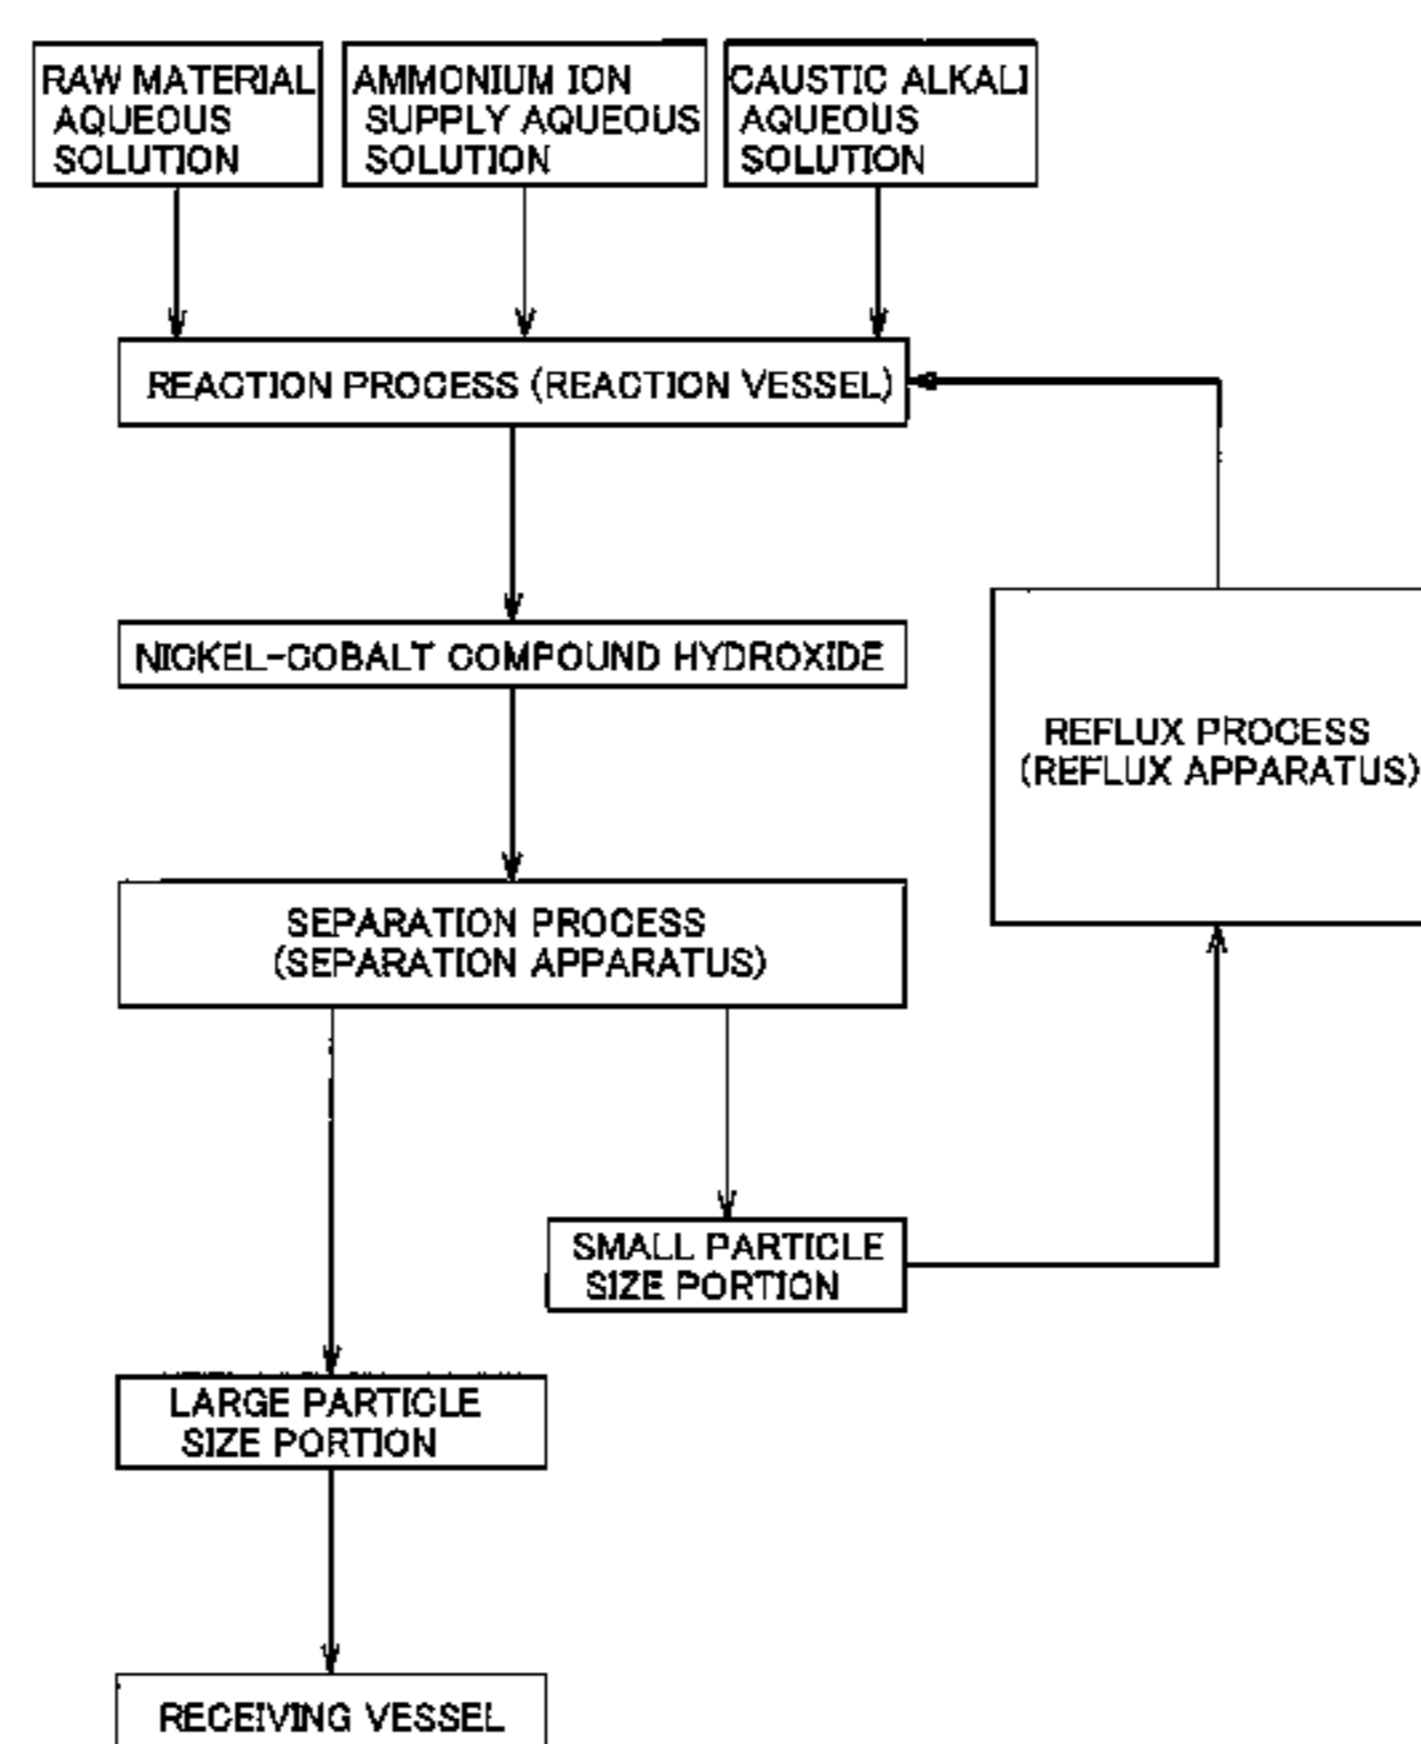 RAW MATERIAL
AQUEOUS
SOLUTION
AMMONIUM ION
SUPPLY AQUEOUS
SOLUTION
CAUSTIC ALKALI
AQUEOUS
SOLUTION
REACTION PROCESS (REACTION VESSEL)
NICKEL-COBALT COMPOUND HYDROXIDE
REFLUX PROCESS
(REFLUX APPARATUS)
SEPARATION PROCESS
(SEPARATION APPARATUS)
SMALL PARTICLE
SIZE PORTION
LARGE PARTICLE
SIZE PORTION
RECEIVING VESSEL